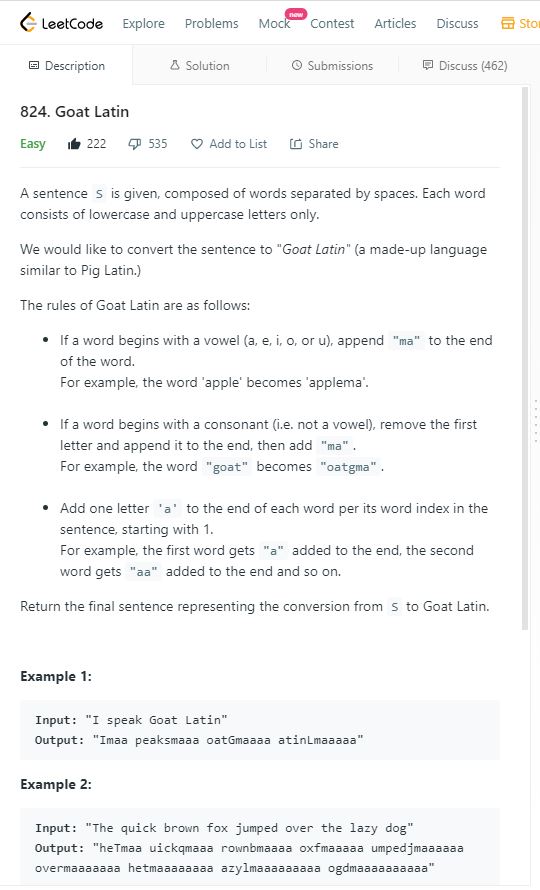 LeetCode Explore Problems Mock new Contest Articles Discuss
Description Solution Submissions Discuss (462)
824. Goat Latin
Easy 222 535 Add to List Share
A sentence S is given, composed of words separated by spaces. Each word
consists of lowercase and uppercase letters only.
We would like to convert the sentence to "Goat Latin" (a made-up language
similar to Pig Latin.)
The rules of Goat Latin are as follows:
If a word begins with a vowel (a, e, i, o, or u), append "ma" to the end
of the word.
For example, the word 'apple' becomes 'applema'.
If a word begins with a consonant (i.e. not a vowel), remove the first
letter and append it to the end, then add "ma".
For example, the word "goat" becomes "oatgma".
Add one letter 'a' to the end of each word per its word index in the
sentence, starting with 1.
For example, the first word gets "a" added to the end, the second
word gets "aa" added to the end and so on.
Return the final sentence representing the conversion from S to Goat Latin.
Example 1:
Input: "I speak Goat Latin"
Output: "Imaa peaksmaaa oatGmaaaa atinLmaaaaa"
Example 2:
Input: "The quick brown fox jumped over the lazy dog"
Output: "heTmaa uickqmaaa rownbmaaaa oxfmaaaaa umpedjmaaaaaa
overmaaaaaaa hetmaaaaaaaa azylmaaaaaaaaa ogdmaaaaaaaaaa"